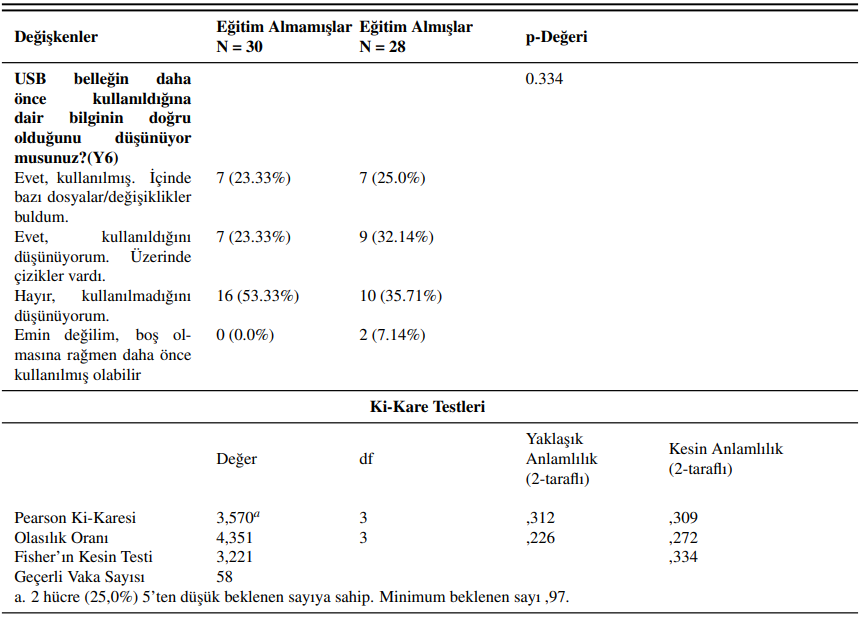 Değişkenler Eğitim Almamışlar N = 30 Eğitim Almışlar N = 28 p-Değeri
USB belleğin daha 0.334
önce kullanıldığına
dair bilginin doğru
olduğunu düşünüyor
musunuz?(Y6)
Evet, kullanılmış. İçinde 7 (23.33%) 7 (25.0%)
bazı dosyalar/değişiklikler
buldum.
Evet, kullanıldığını 7 (23.33%) 9 (32.14%)
düşünüyorum. Üzerinde
çizikler vardı.
Hayır, kullanılmadığını 16 (53.33%) 10 (35.71%)
düşünüyorum.
Emin değilim, boş ol- 0 (0.0%) 2 (7.14%)
masına rağmen daha önce
kullanılmış olabilir
Ki-Kare Testleri
Değer df Yaklaşık Anlamlılık (2-taraflı) Kesin Anlamlılık (2-taraflı)
Pearson Ki-Karesi 3,570a 3 ,312 ,309
Olasılık Oranı 4,351 3 ,226 ,272
Fisher'ın Kesin Testi 3,221 ,334
Geçerli Vaka Sayısı 58
a. 2 hücre (25,0%) 5'ten düşük beklenen sayıya sahip. Minimum beklenen sayı ,97.